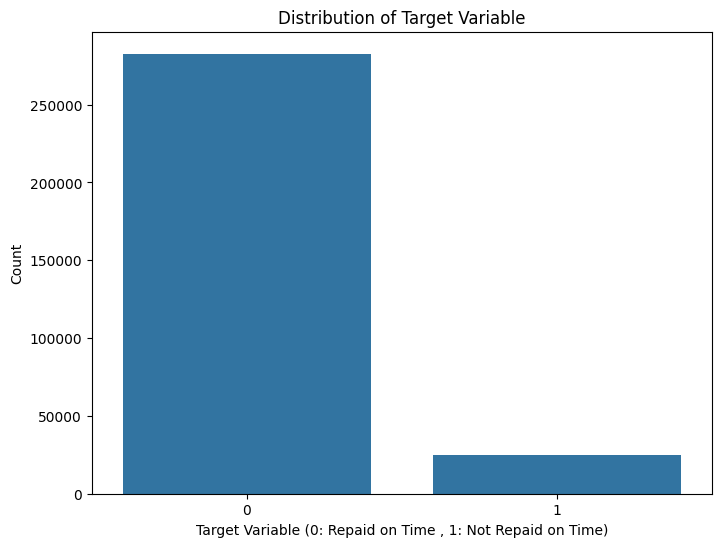 Distribution of Target Variable
Count
250000
200000
150000
100000
50000
0
0 1
Target Variable (0: Repaid on Time , 1: Not Repaid on Time)